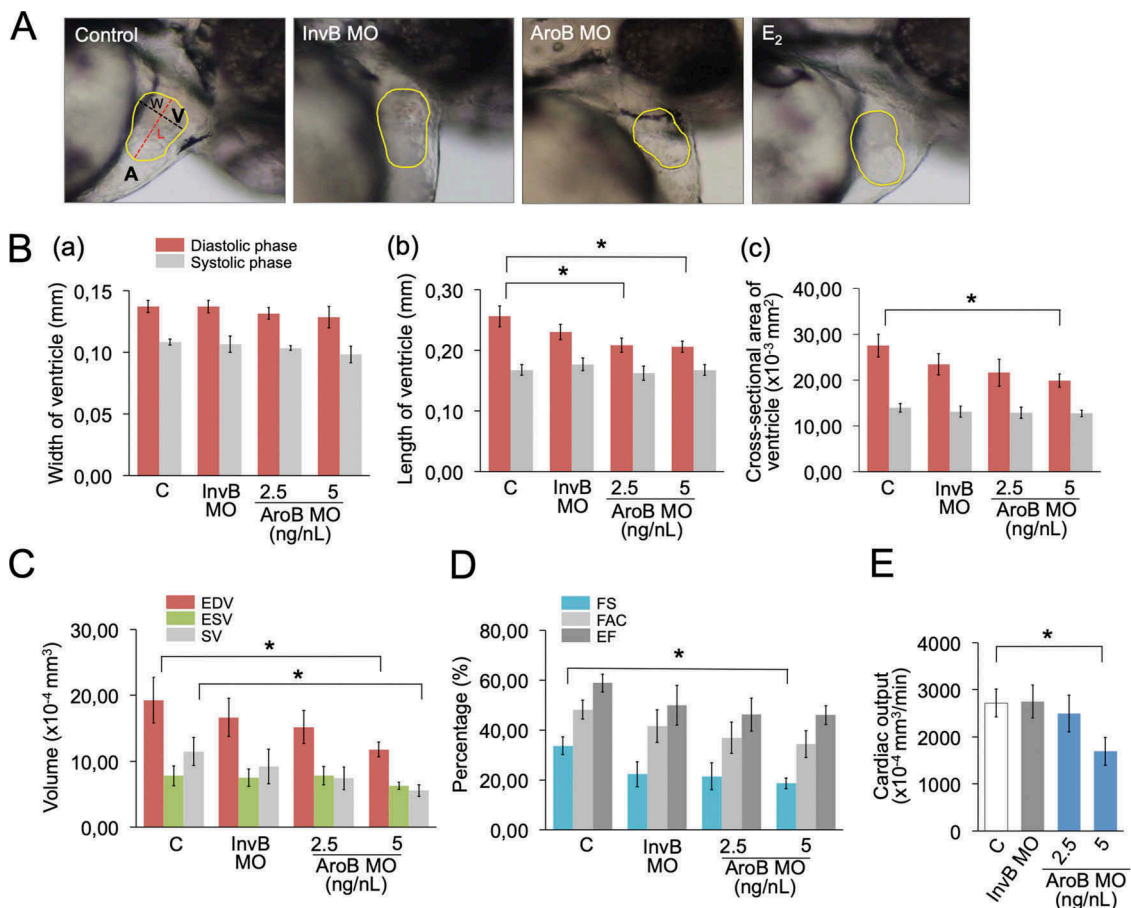 A
Control
InvB MO
AroB MO
E2
W
V
L
A
B
(a)
Diastolic phase
Systolic phase
Width of ventricle (mm)
0,15
0,10
0,05
0,00
C
InvB
MO
2.5
5
AroB MO
(ng/nL)
(b)
*
*
Length of ventricle (mm)
0,30
0,20
0,10
0,00
C
InvB
MO
2.5
5
AroB MO
(ng/nL)
(c)
*
Cross-sectional area of
ventricle (x10-3 mm2)
40,00
30,00
20,00
10,00
00,00
C
InvB
MO
2.5
5
AroB MO
(ng/nL)
C
EDV
ESV
SV
*
*
Volume (x10-4 mm3)
30,00
20,00
10,00
00,00
C
InvB
MO
2.5
5
AroB MO
(ng/nL)
D
FS
FAC
EF
*
Percentage (%)
80,00
60,00
40,00
20,00
00,00
C
InvB
MO
2.5
5
AroB MO
(ng/nL)
E
*
Cardiac output
(x10-4 mm3/min)
4000
3000
2000
1000
0
C
InvB MO
2.5
5
AroB MO
(ng/nL)